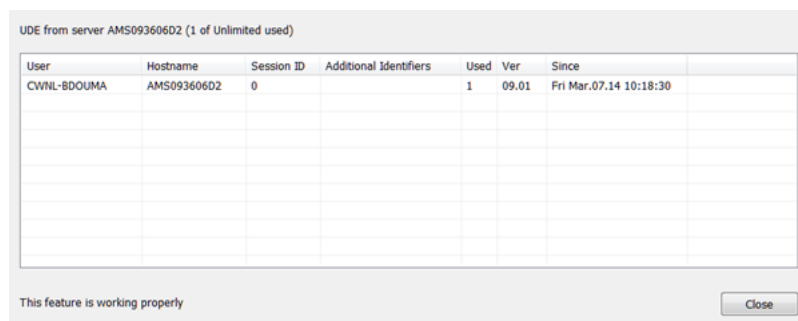 UDE from server AMS093606D2 (1 of Unlimited used)
User Hostname Session ID Additional Identifiers Used Ver Since
CWNL-BDOUMA AMS093606D2 0 1 09.01 Fri Mar.07.14 10:18:30
This feature is working properly
Close